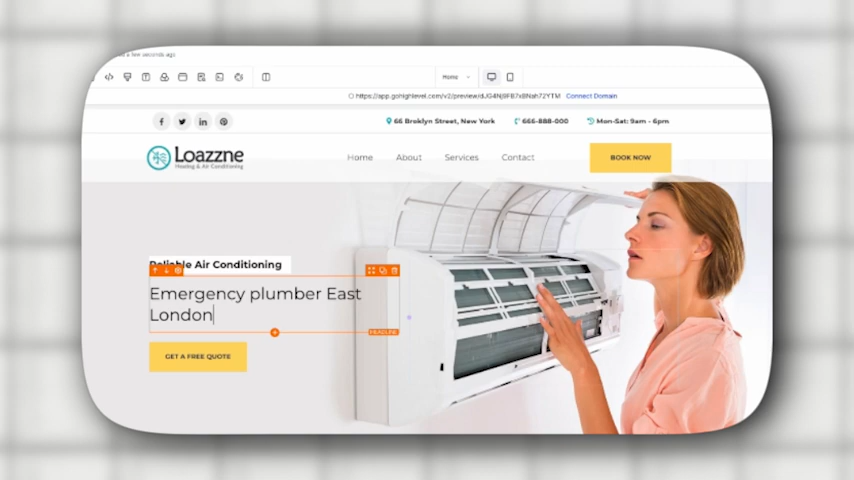 a few seconds ago
Home
https://app.gohighlevel.com/v2/preview/dJG4Nj9FB7xBNah7ZYTM Connect Domain
66 Broklyn Street, New York 666-888-000 Mon-Sat: 9am - 6pm
Loazzne
Heating & Air Conditioning
Home About Services Contact BOOK NOW
Reliable Air Conditioning
Emergency plumber East
London
HEADLINE
GET A FREE QUOTE